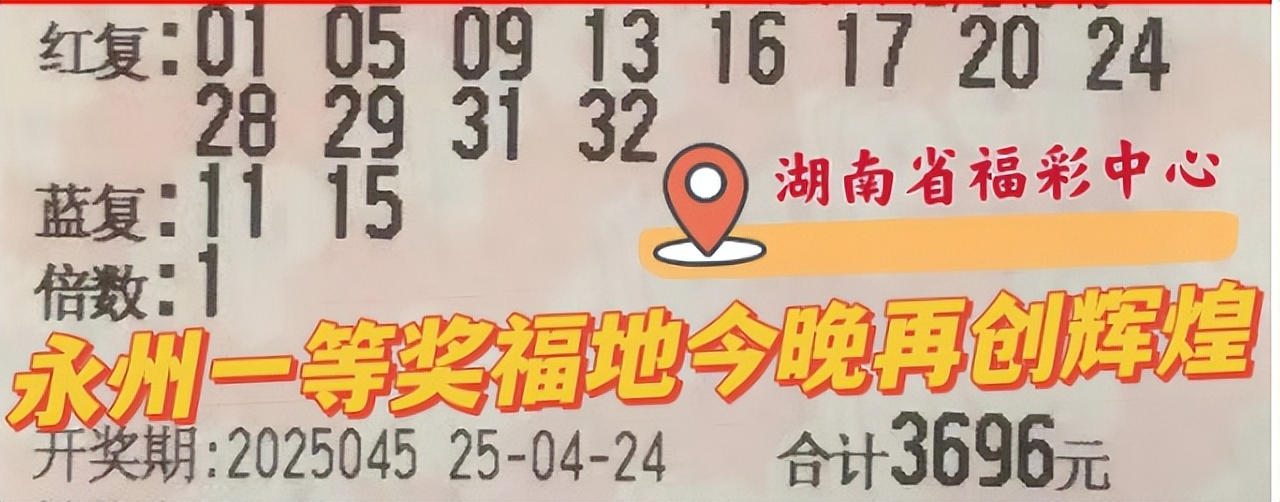 红复:01 05 09 13 16 17 20 24
28 29 31 32
蓝复:11 15
倍数:1
湖南省福彩中心
永州一等奖福地今晚再创辉煌
开奖期:2025045 25-04-24 合计3696元